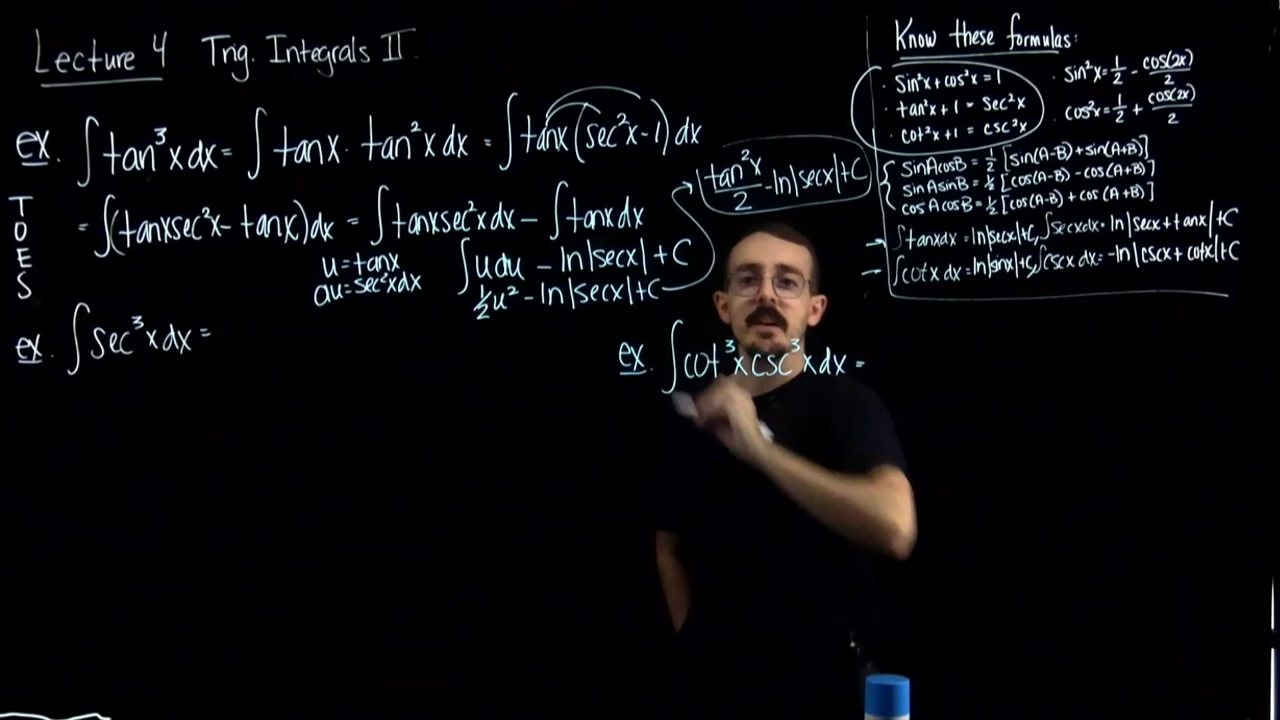 Lecture 4 Trig. Integrals II
ex. ∫tan³x dx = ∫tanx · tan²x dx = ∫tanx(sec²x-1)dx
T
O
E
S
= ∫(tanxsec²x - tanx)dx = ∫tanxsec²xdx - ∫tanxdx
u = tanx
du = sec²xdx
∫udu - ln|secx| + C
½u² - ln|secx| + C
tan²x/2 - ln|secx| + C
ex. ∫sec³x dx =
ex. ∫cot³x csc³x dx =
Know these formulas:
· sin²x + cos²x = 1
· tan²x + 1 = sec²x
· cot²x + 1 = csc²x
· sin²x = 1/2 - cos(2x)/2
cos²x = 1/2 + cos(2x)/2
sinAcosB = ½ [sin(A-B) + sin(A+B)]
sinAsinB = ½ [cos(A-B) - cos(A+B)]
cosAcosB = ½ [cos(A-B) + cos(A+B)]
→ ∫tanxdx = ln|secx| + C, ∫secxdx = ln|secx + tanx| + C
→ ∫cotx dx = ln|sinx| + C, ∫cscx dx = -ln|cscx + cotx| + C